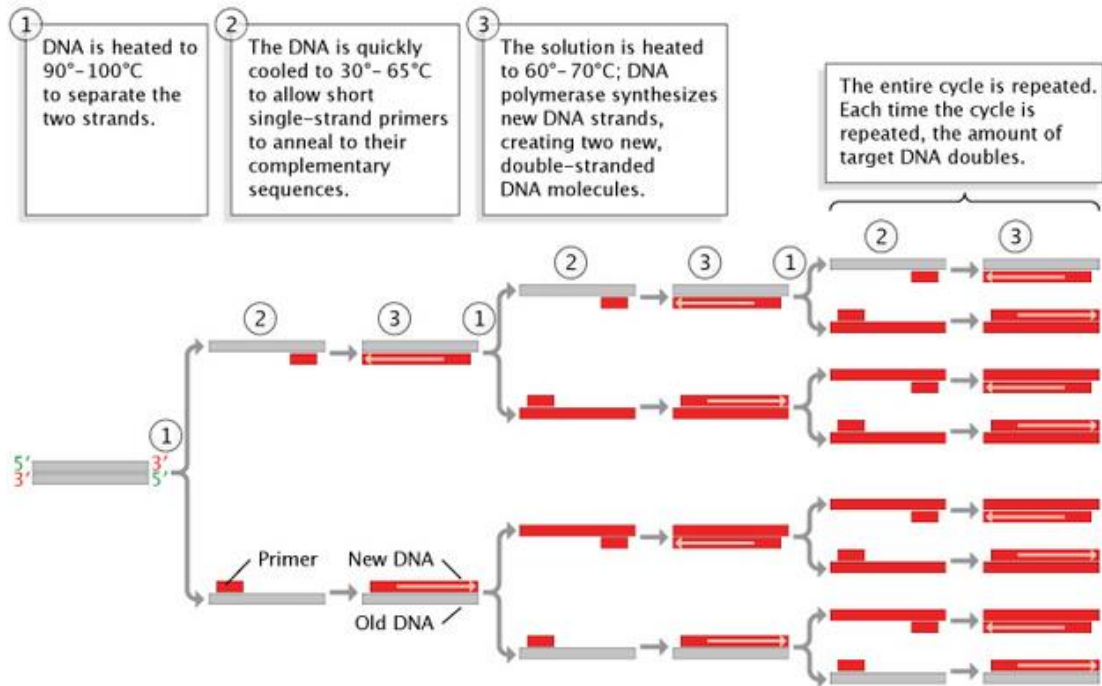 1
DNA is heated to
90°–100°C
to separate the
two strands.
2
The DNA is quickly
cooled to 30°–65°C
to allow short
single-strand primers
to anneal to their
complementary
sequences.
3
The solution is heated
to 60°–70°C; DNA
polymerase synthesizes
new DNA strands,
creating two new,
double-stranded
DNA molecules.
The entire cycle is repeated.
Each time the cycle is
repeated, the amount of
target DNA doubles.
2 3
2 3 1
2 3 1
1
5′ 3′
3′ 5′
Primer New DNA
Old DNA